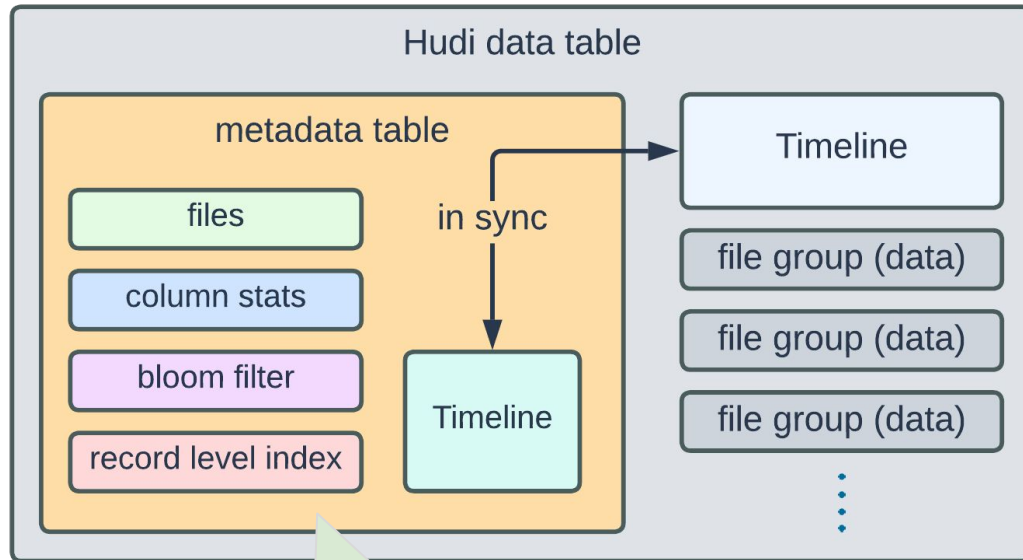 Hudi data table
metadata table
files
column stats
bloom filter
record level index
in sync
Timeline
Timeline
file group (data)
file group (data)
file group (data)